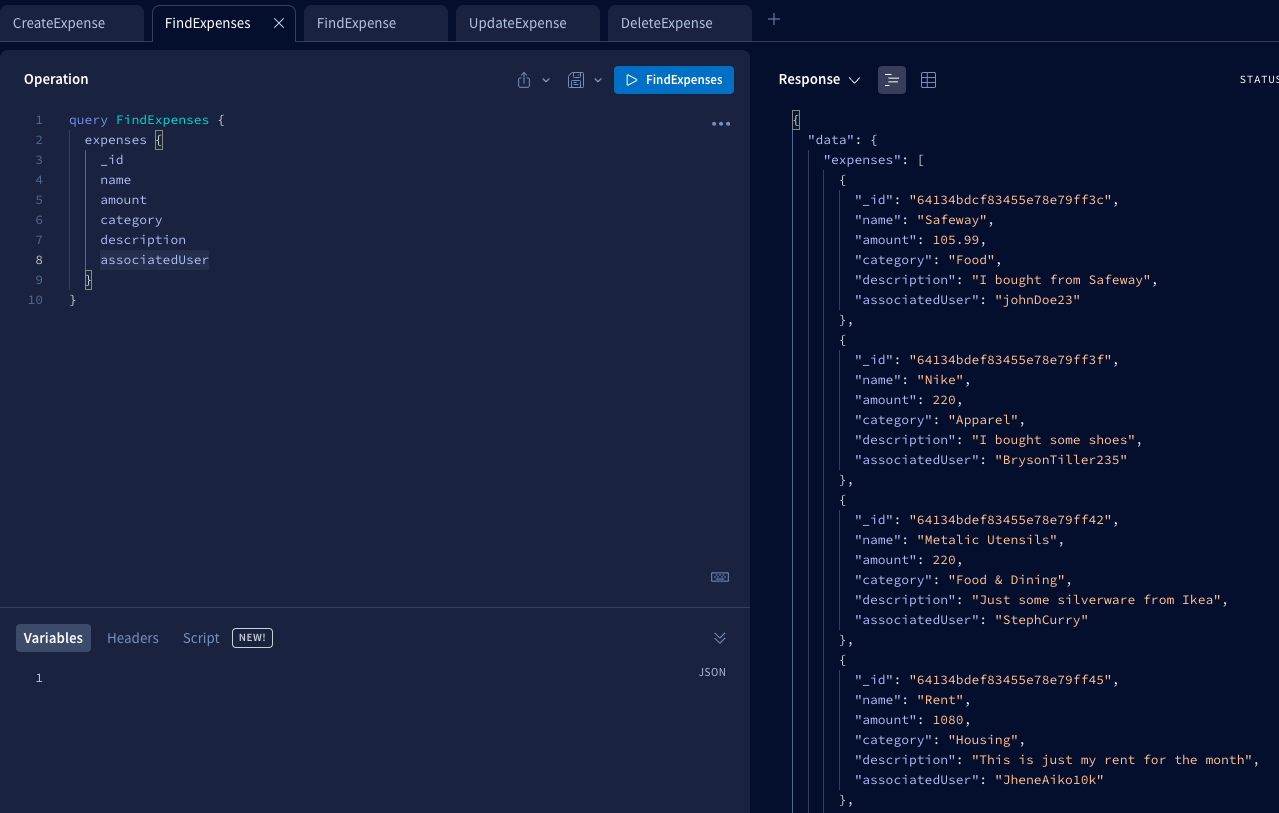 CreateExpense
FindExpenses
FindExpense
UpdateExpense
DeleteExpense
Operation
FindExpenses
1 query FindExpenses {
2 expenses {
3 _id
4 name
5 amount
6 category
7 description
8 associatedUser
9 }
10 }
Variables Headers Script NEW!
JSON
1
Response
STATUS
{
"data": {
"expenses": [
{
"_id": "64134bdcf83455e78e79ff3c",
"name": "Safeway",
"amount": 105.99,
"category": "Food",
"description": "I bought from Safeway",
"associatedUser": "johnDoe23"
},
{
"_id": "64134bdef83455e78e79ff3f",
"name": "Nike",
"amount": 220,
"category": "Apparel",
"description": "I bought some shoes",
"associatedUser": "BrysonTiller235"
},
{
"_id": "64134bdef83455e78e79ff42",
"name": "Metalic Utensils",
"amount": 220,
"category": "Food & Dining",
"description": "Just some silverware from Ikea",
"associatedUser": "StephCurry"
},
{
"_id": "64134bdef83455e78e79ff45",
"name": "Rent",
"amount": 1080,
"category": "Housing",
"description": "This is just my rent for the month",
"associatedUser": "JheneAiko10k"
},